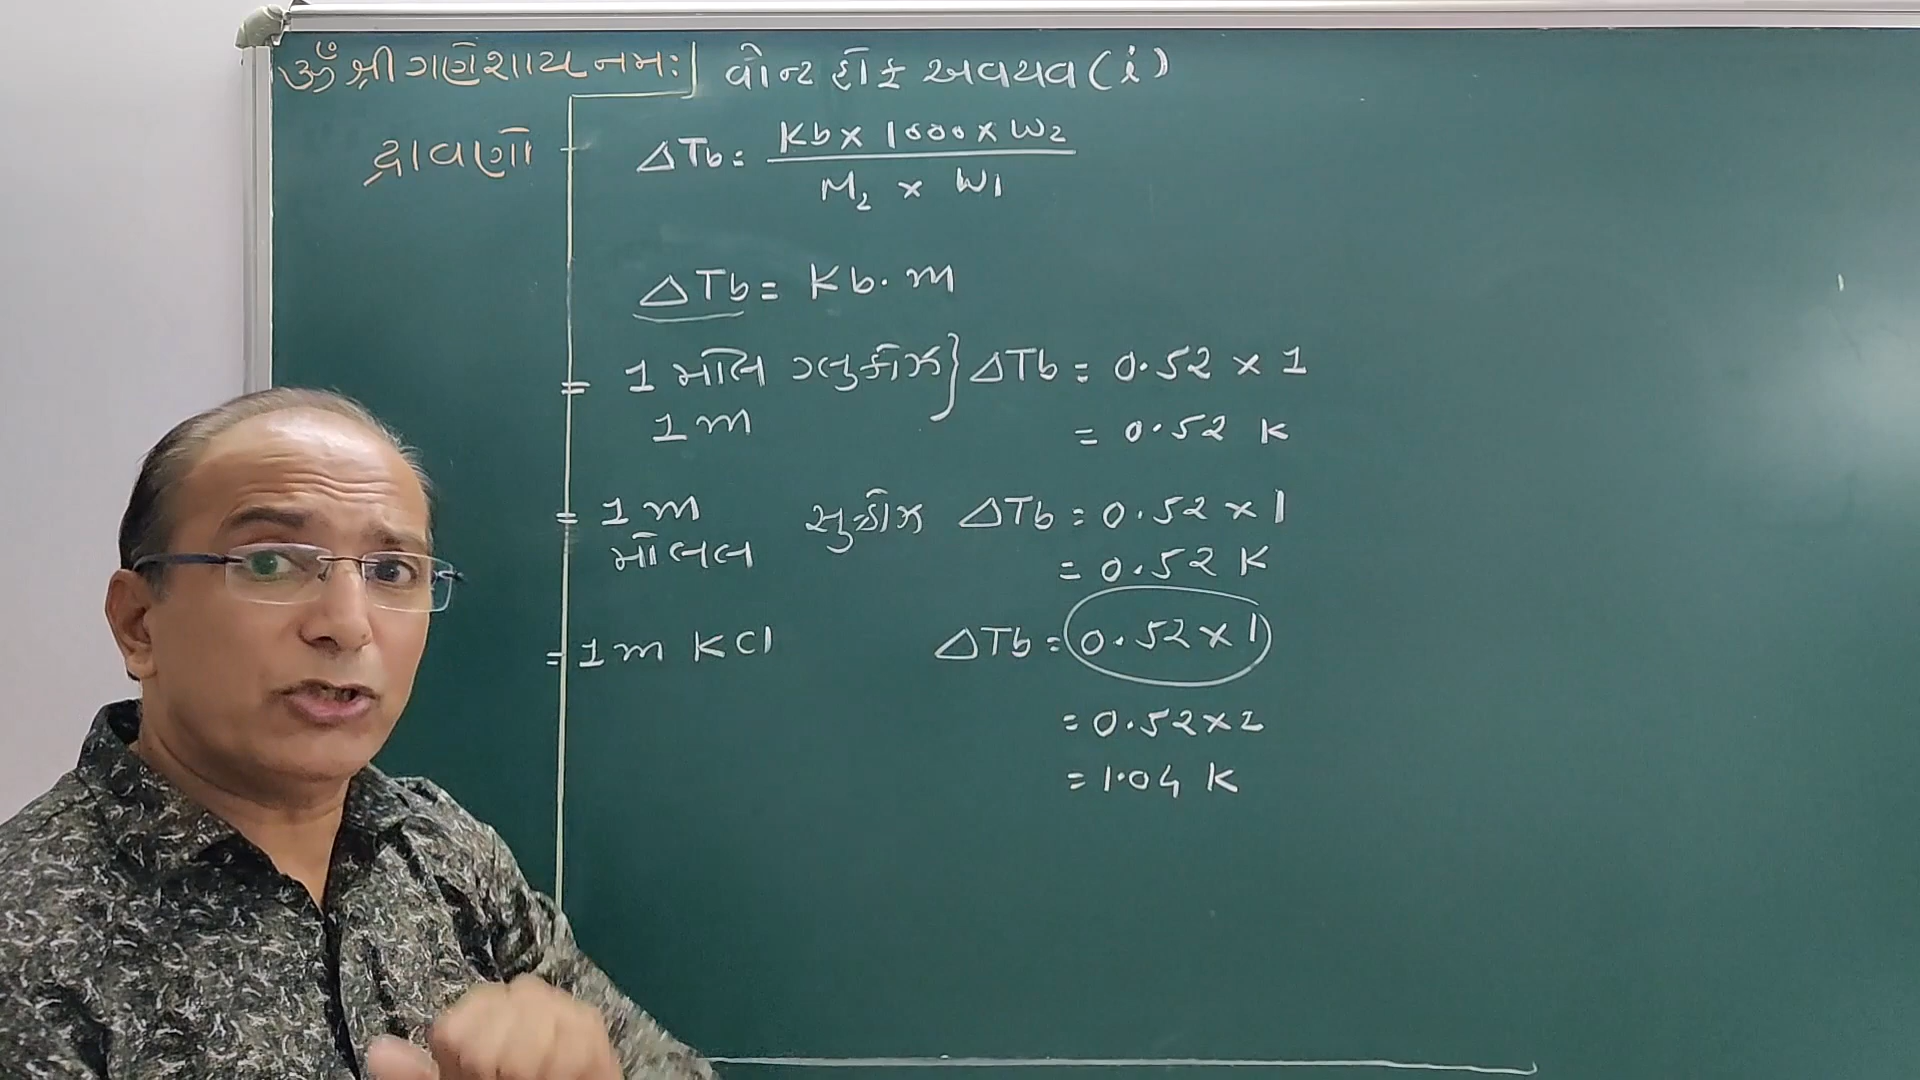 ૐ શ્રી ગણેશાય નમઃ
દ્રાવણો
વોન્ટ હોફ અવયવ (i)
ΔTb = Kb x 1000 x W2
M2 x W1
ΔTb = Kb. m
= 1 મોલ ગ્લુકોઝ } ΔTb = 0.52 x 1
1 m = 0.52 K
= 1 m સુક્રોઝ ΔTb = 0.52 x 1
મોલલ = 0.52 K
= 1 m KCl ΔTb = 0.52 x 1
= 0.52 x 2
= 1.04 K